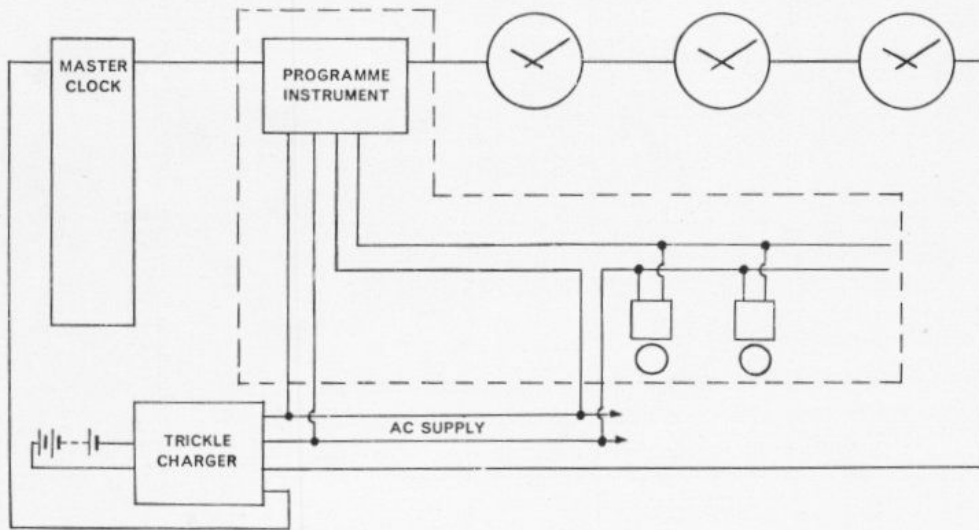 MASTER
CLOCK
PROGRAMME
INSTRUMENT
AC SUPPLY
TRICKLE
CHARGER